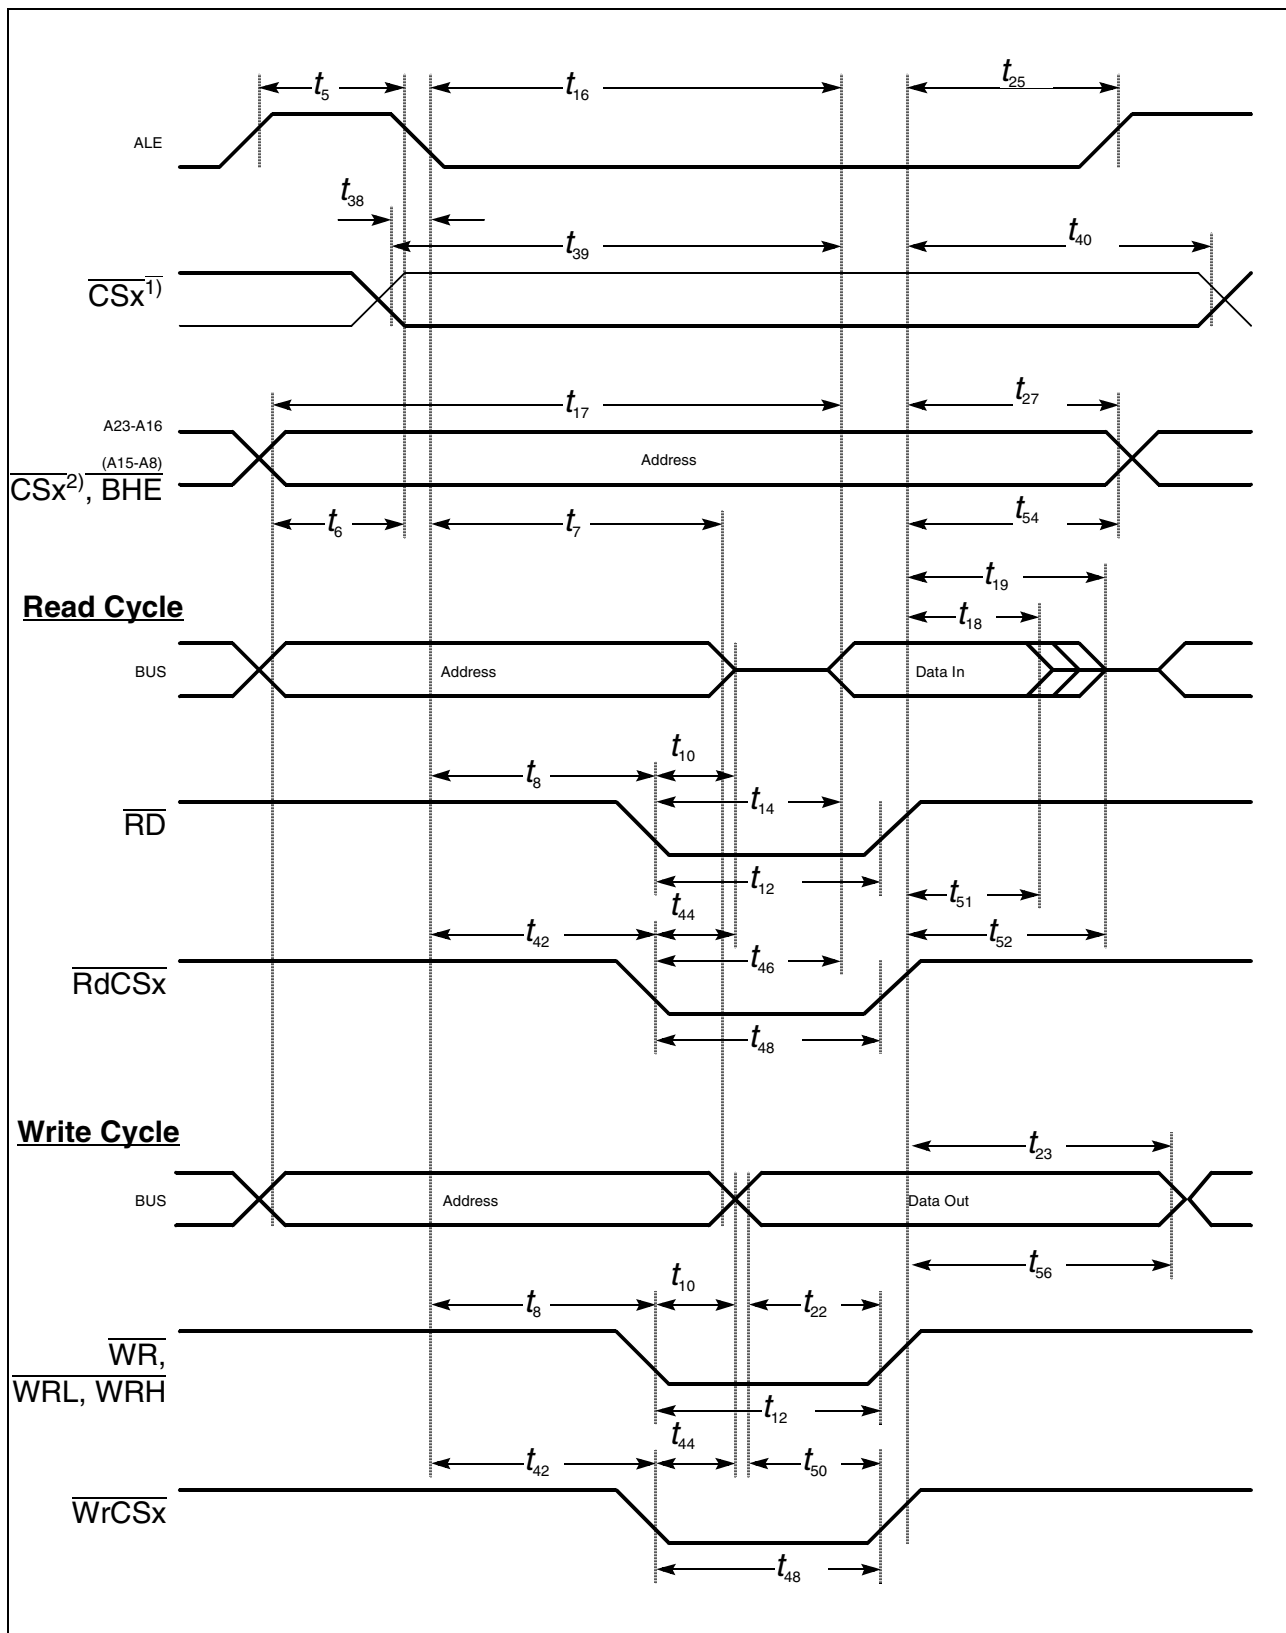 t5 t16 t25
ALE
t38
t39 t40
CSx1)
t17 t27
A23-A16
(A15-A8)
Address
CSx2), BHE
t6 t7 t54
t19
Read Cycle
t18
BUS Address Data In
t10
t8
t14
RD
t12 t51
t44
t42 t52
t46
RdCSx
t48
Write Cycle
t23
BUS Address Data Out
t56
t10
t8 t22
WR,
WRL, WRH
t12
t44
t42 t50
WrCSx
t48